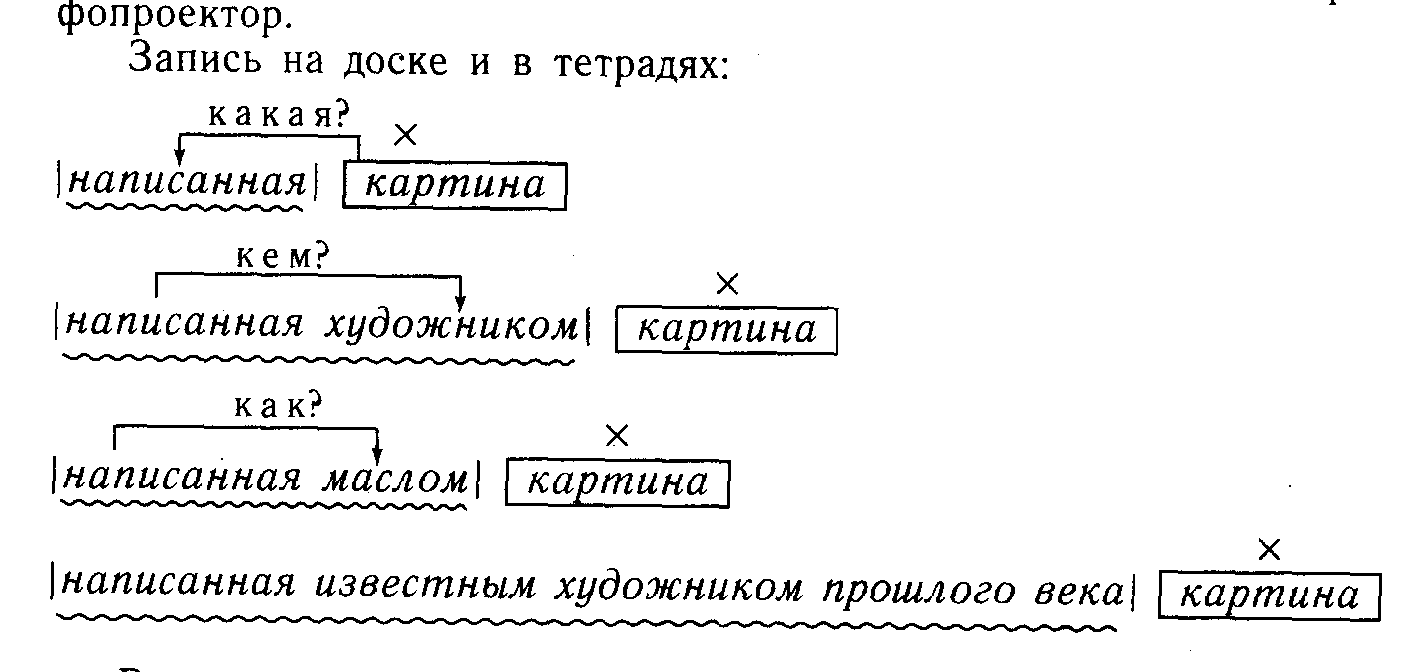 фопроектор.
Запись на доске и в тетрадях:
какая?
×
|написанная| картина
кем?
×
|написанная художником| картина
как?
×
|написанная маслом| картина
×
|написанная известным художником прошлого века| картина